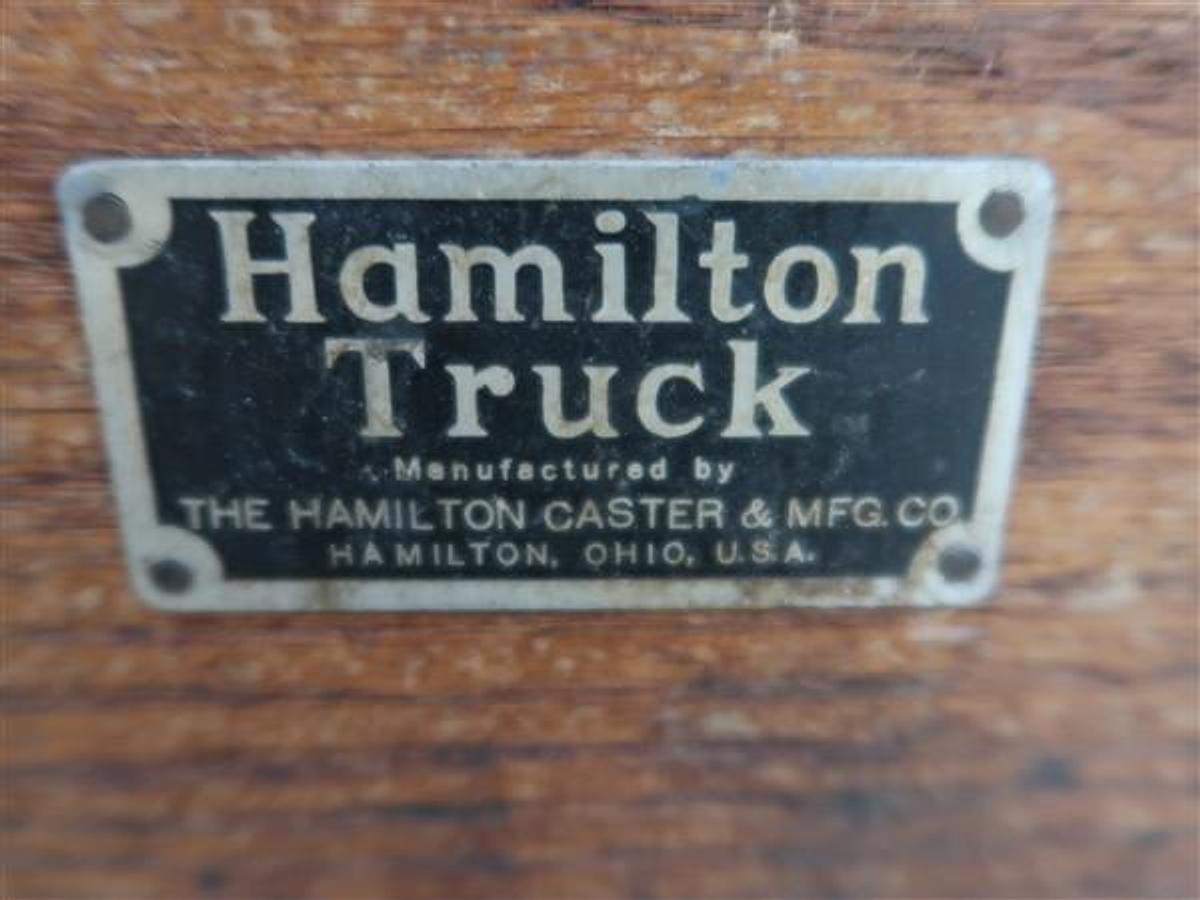 Hamilton
Truck
Manufactured by
THE HAMILTON CASTER & MFG. CO
HAMILTON, OHIO, U.S.A.